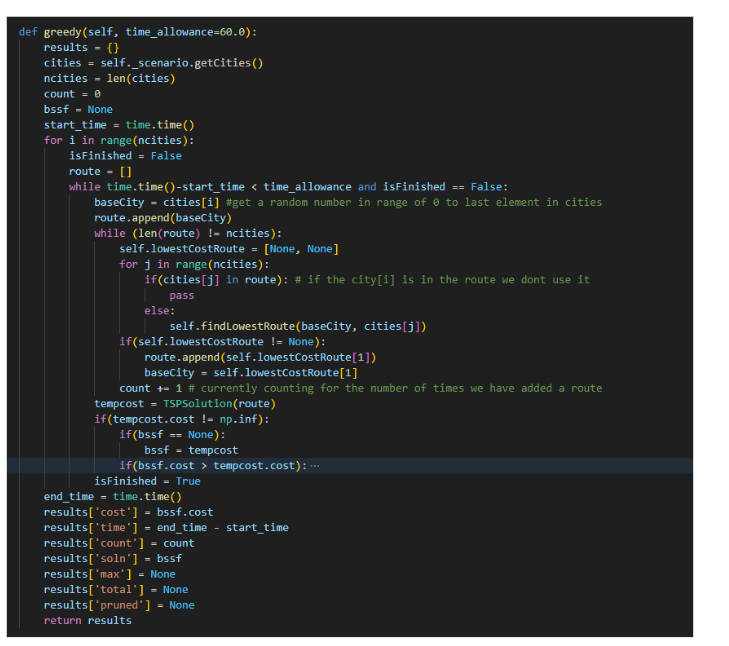 def greedy(self, time_allowance=60.0):
    results = {}
    cities = self._scenario.getCities()
    ncities = len(cities)
    count = 0
    bssf = None
    start_time = time.time()
    for i in range(ncities):
        isFinished = False
        route = []
        while time.time()-start_time < time_allowance and isFinished == False:
            baseCity = cities[i] #get a random number in range of 0 to last element in cities
            route.append(baseCity)
            while (len(route) != ncities):
                self.lowestCostRoute = [None, None]
                for j in range(ncities):
                    if(cities[j] in route): # if the city[i] is in the route we dont use it
                        pass
                    else:
                        self.findLowestRoute(baseCity, cities[j])
                if(self.lowestCostRoute != None):
                    route.append(self.lowestCostRoute[1])
                    baseCity = self.lowestCostRoute[1]
                count += 1 # currently counting for the number of times we have added a route
            tempcost = TSPSolution(route)
            if(tempcost.cost != np.inf):
                if(bssf == None):
                    bssf = tempcost
                if(bssf.cost > tempcost.cost):···
            isFinished = True
    end_time = time.time()
    results['cost'] = bssf.cost
    results['time'] = end_time - start_time
    results['count'] = count
    results['soln'] = bssf
    results['max'] = None
    results['total'] = None
    results['pruned'] = None
    return results